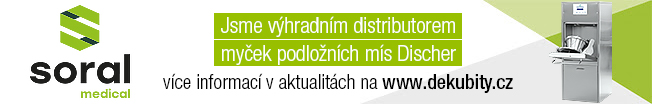 soral
medical
Jsme výhradním distributorem
myček podložních mís Discher
více informací v aktualitách na www.dekubity.cz